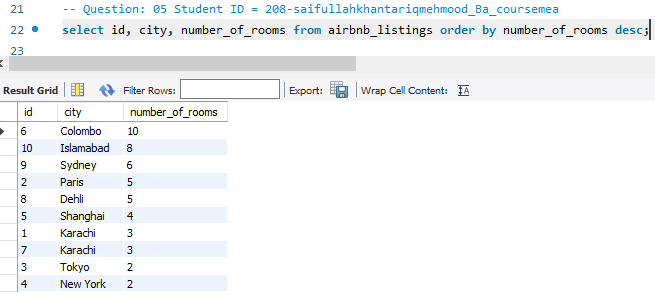 21 -- Question: 05 Student ID = 208-saifullahkhantariqmehmood_Ba_coursemea
22 select id, city, number_of_rooms from airbnb_listings order by number_of_rooms desc;
23
Result Grid Filter Rows: Export: Wrap Cell Content:
id city number_of_rooms
6 Colombo 10
10 Islamabad 8
9 Sydney 6
2 Paris 5
8 Dehli 5
5 Shanghai 4
1 Karachi 3
7 Karachi 3
3 Tokyo 2
4 New York 2